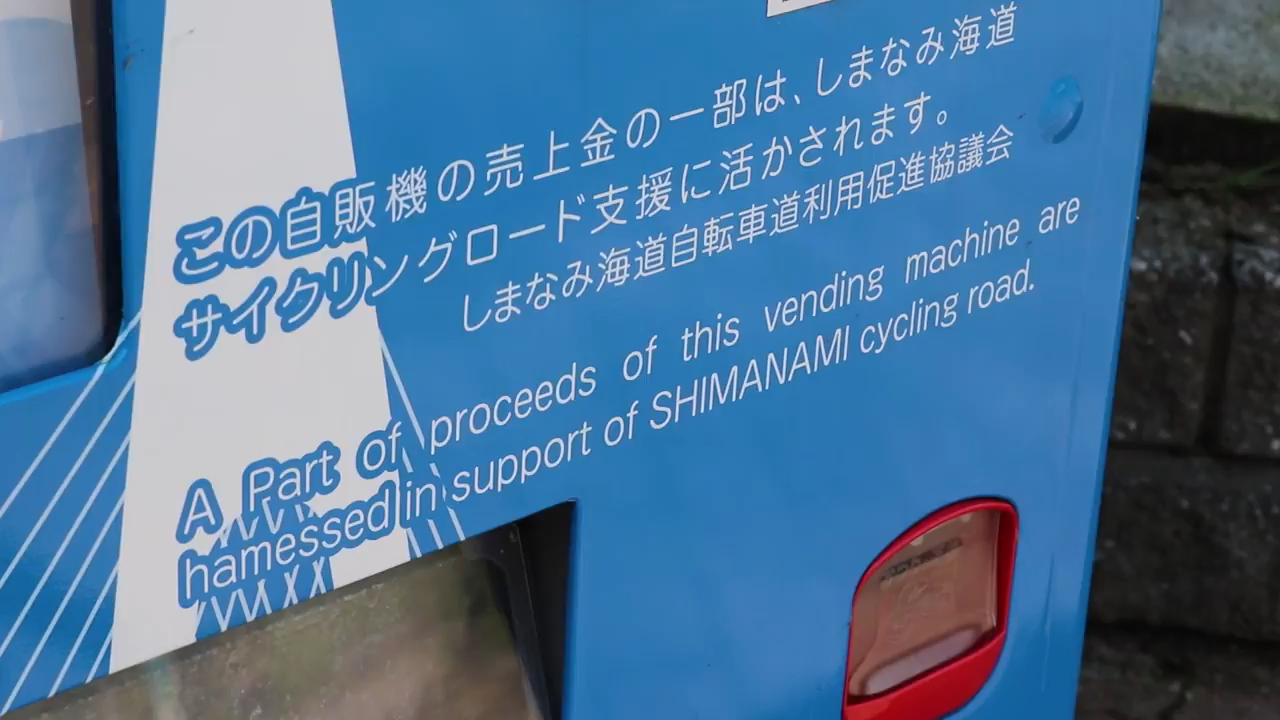 この自販機の売上金の一部は、しまなみ海道
サイクリングロード支援に活かされます。
しまなみ海道自転車道利用促進協議会
A Part of proceeds of this vending machine are
hamessed in support of SHIMANAMI cycling road.